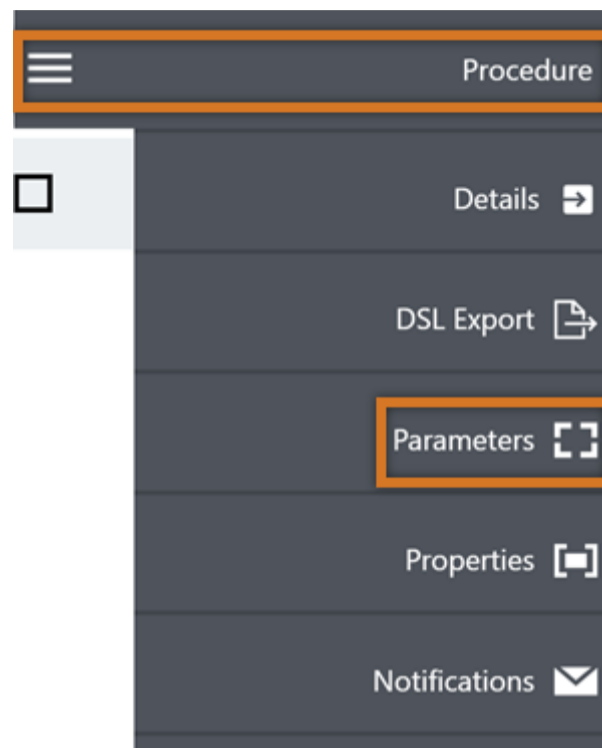 Procedure
Details
DSL Export
Parameters
Properties
Notifications